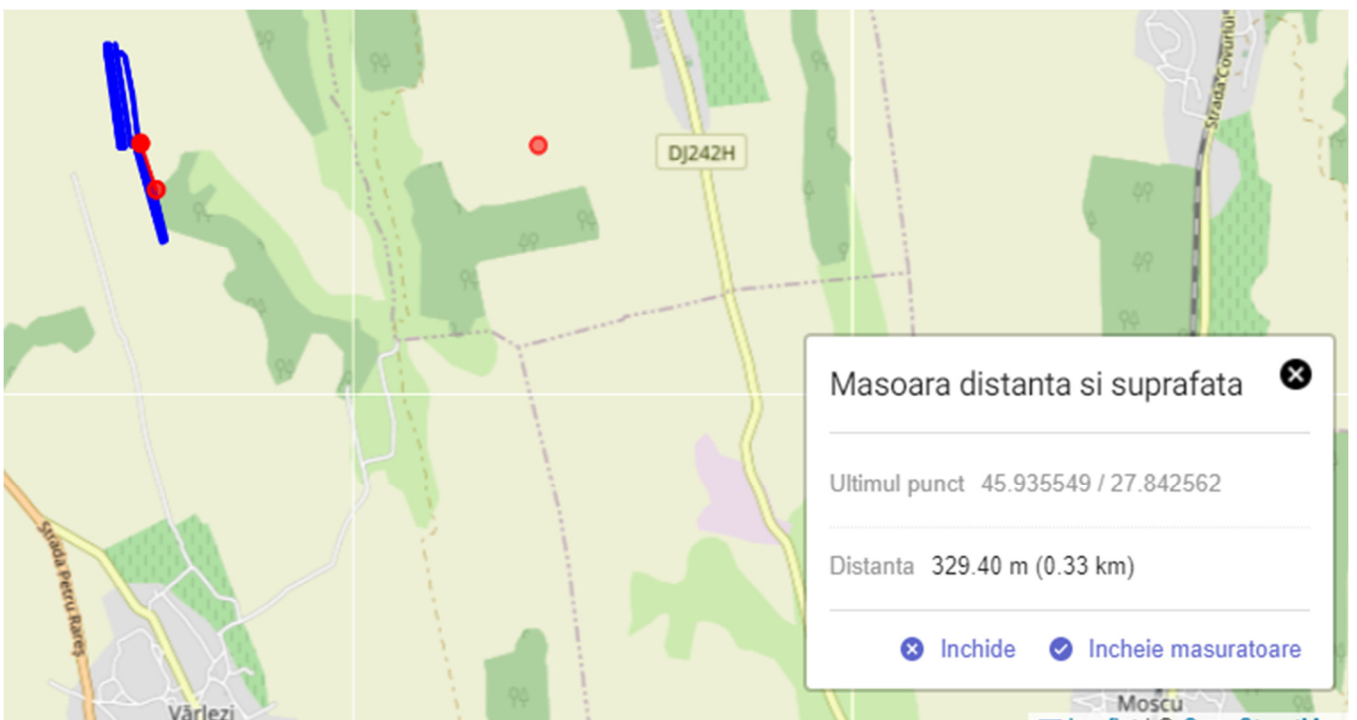 Strada Covurlui
DJ242H
Masoara distanta si suprafata
Ultimul punct 45.935549 / 27.842562
Distanta 329.40 m (0.33 km)
Inchide Incheie masuratoare
Strada Petru Rareș
Vârlezi
Moscu